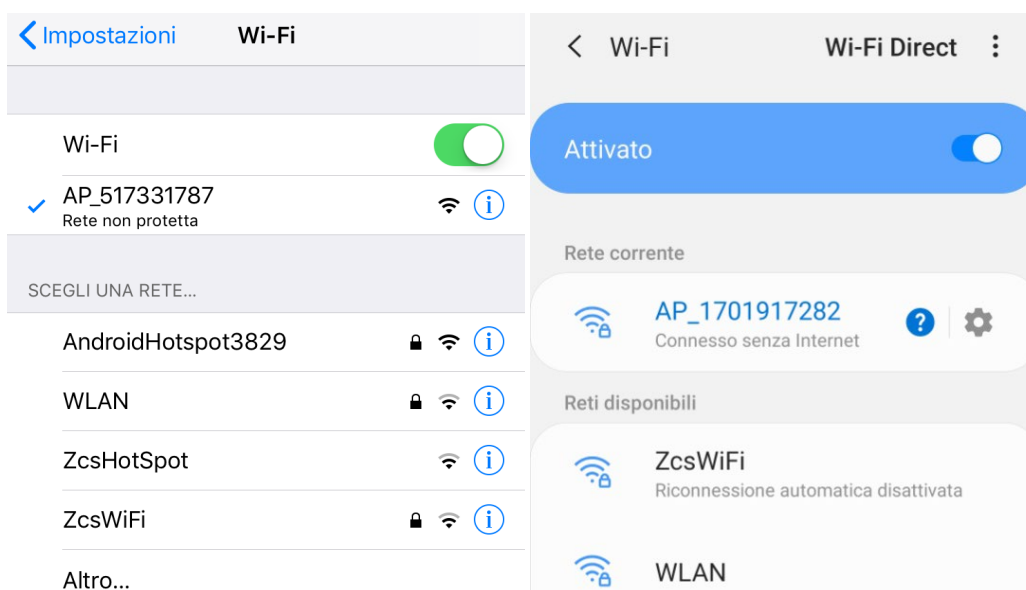 Impostazioni Wi-Fi
Wi-Fi
AP_517331787
Rete non protetta
SCEGLI UNA RETE...
AndroidHotspot3829
WLAN
ZcsHotSpot
ZcsWiFi
Altro...
Wi-Fi Wi-Fi Direct
Attivato
Rete corrente
AP_1701917282
Connesso senza Internet
Reti disponibili
ZcsWiFi
Riconnessione automatica disattivata
WLAN